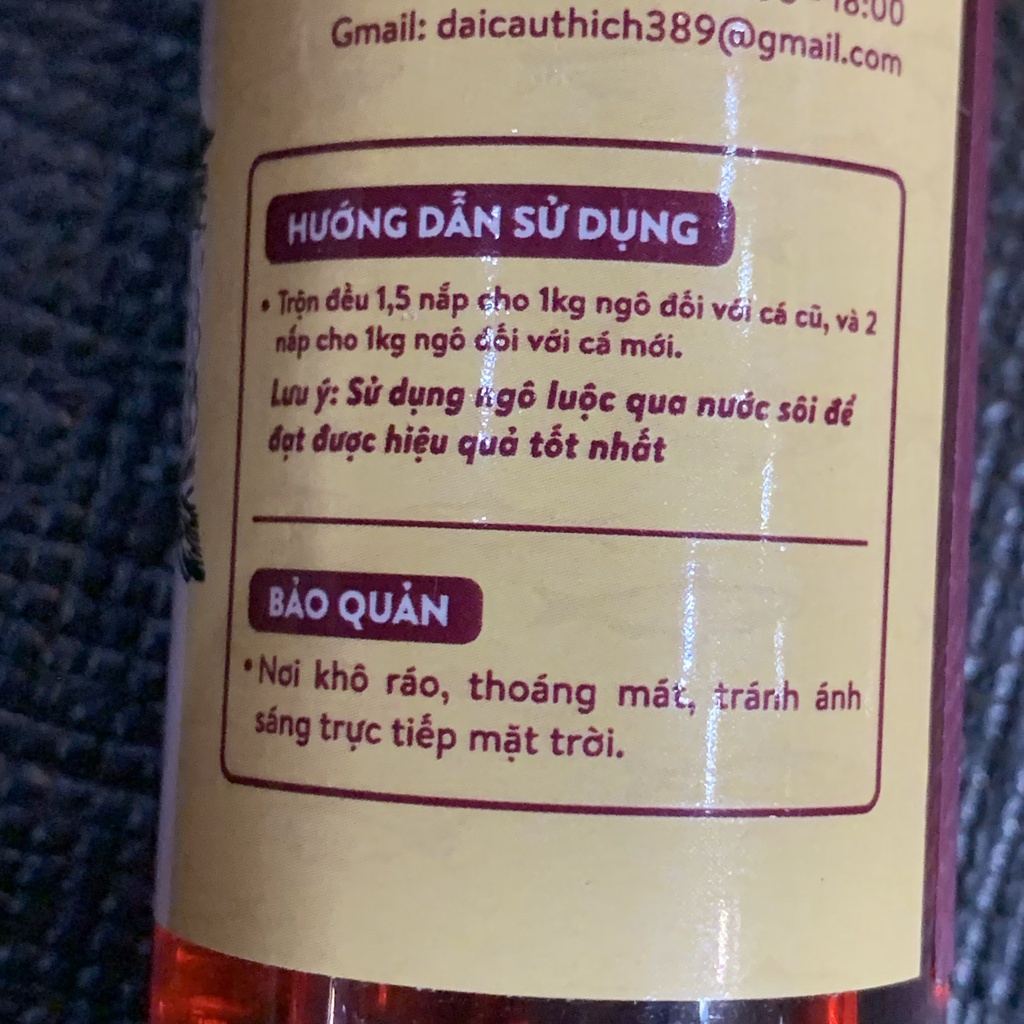 18:00
Gmail: daicauthich389@gmail.com
HƯỚNG DẪN SỬ DỤNG
• Trộn đều 1,5 nắp cho 1kg ngô đối với cá cũ, và 2
nắp cho 1kg ngô đối với cá mới.
Lưu ý: Sử dụng ngô luộc qua nước sôi để
đạt được hiệu quả tốt nhất
BẢO QUẢN
• Nơi khô ráo, thoáng mát, tránh ánh
sáng trực tiếp mặt trời.